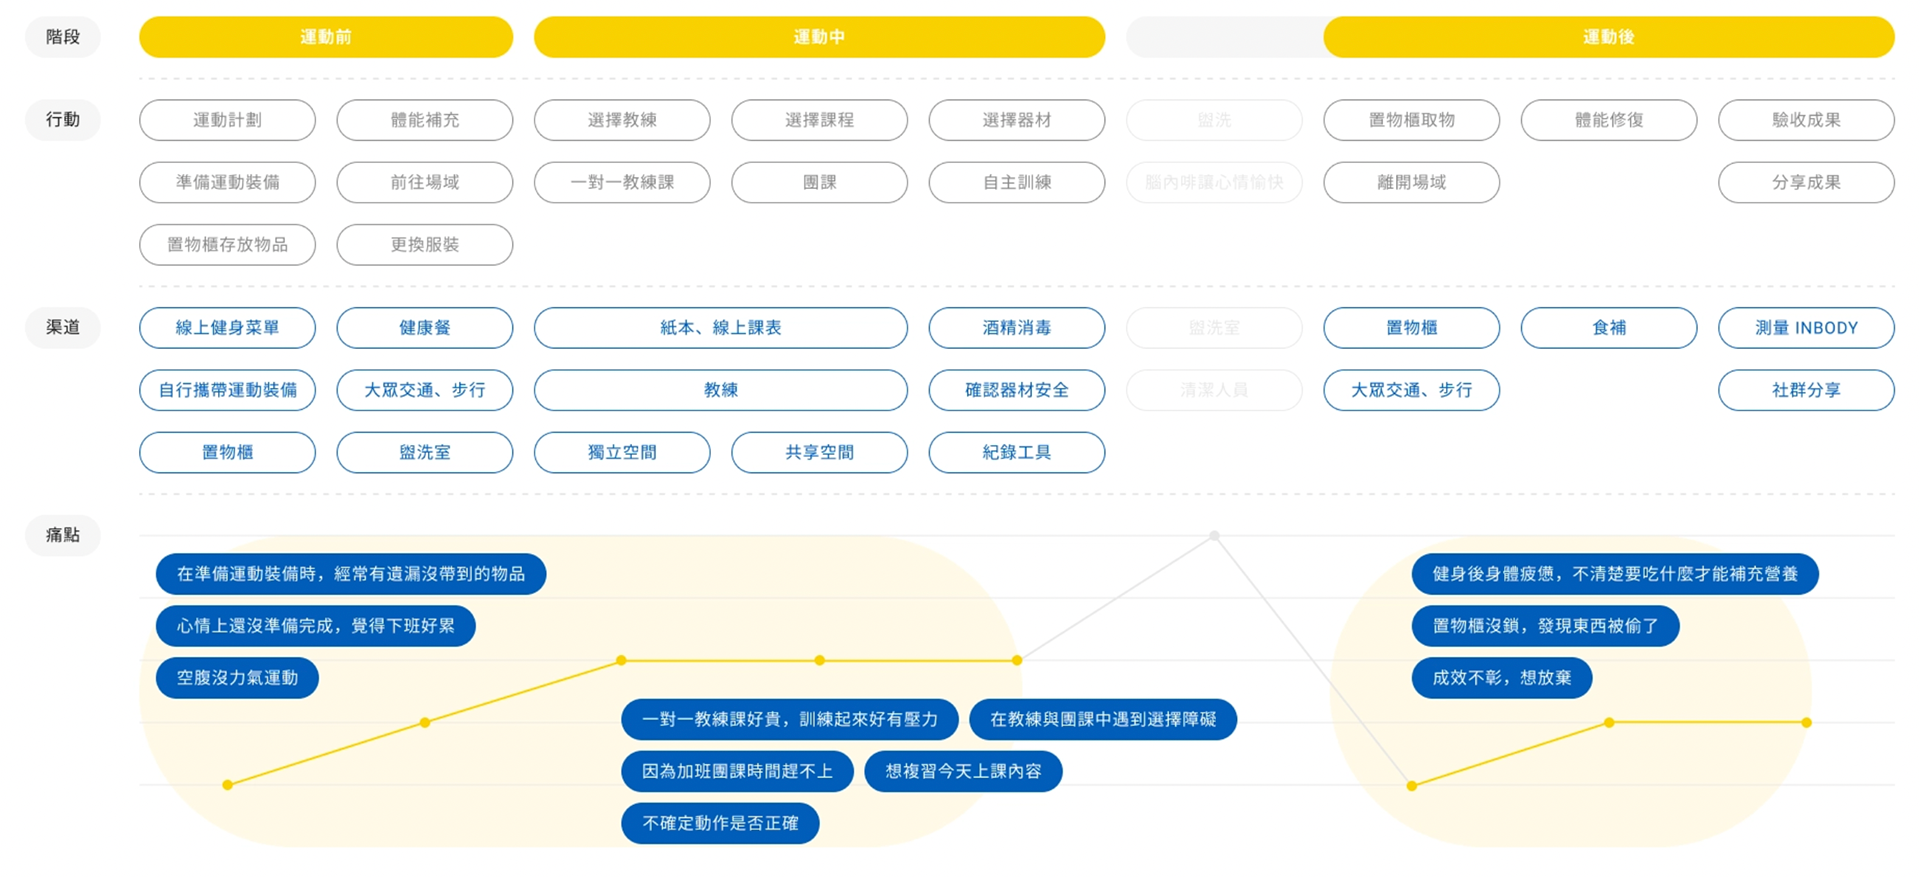 階段
運動前
運動中
運動後
行動
運動計劃
體能補充
選擇教練
選擇課程
選擇器材
盥洗
置物櫃取物
體能修復
驗收成果
準備運動裝備
前往場域
一對一教練課
團課
自主訓練
腦內啡讓心情愉快
離開場域
分享成果
置物櫃存放物品
更換服裝
渠道
線上健身菜單
健康餐
紙本、線上課表
酒精消毒
盥洗室
置物櫃
食補
測量 INBODY
自行攜帶運動裝備
大眾交通、步行
教練
確認器材安全
清潔人員
大眾交通、步行
社群分享
置物櫃
盥洗室
獨立空間
共享空間
紀錄工具
痛點
在準備運動裝備時，經常有遺漏沒帶到的物品
心情上還沒準備完成，覺得下班好累
空腹沒力氣運動
一對一教練課好貴，訓練起來好有壓力
在教練與團課中遇到選擇障礙
因為加班團課時間趕不上
想複習今天上課內容
不確定動作是否正確
健身後身體疲憊，不清楚要吃什麼才能補充營養
置物櫃沒鎖，發現東西被偷了
成效不彰，想放棄